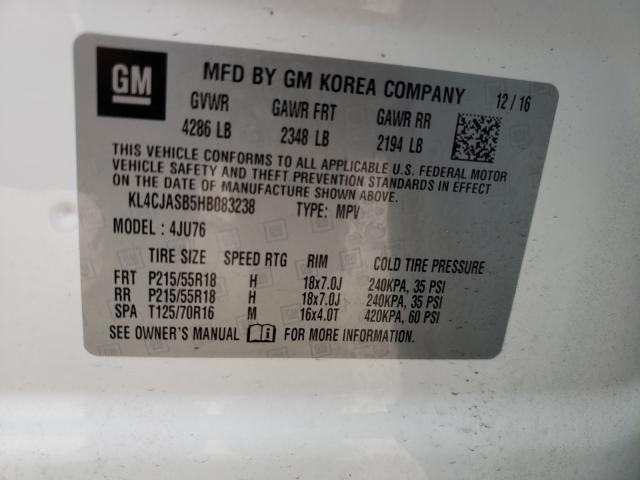 GM MFD BY GM KOREA COMPANY 12/16
GVWR GAWR FRT GAWR RR
4286 LB 2348 LB 2194 LB
THIS VEHICLE CONFORMS TO ALL APPLICABLE U.S. FEDERAL MOTOR
VEHICLE SAFETY AND THEFT PREVENTION STANDARDS IN EFFECT
ON THE DATE OF MANUFACTURE SHOWN ABOVE.
KL4CJASB5HB083238 TYPE: MPV
MODEL : 4JU76
TIRE SIZE SPEED RTG RIM COLD TIRE PRESSURE
FRT P215/55R18 H 18x7.0J 240KPA, 35 PSI
RR P215/55R18 H 18x7.0J 240KPA, 35 PSI
SPA T125/70R16 M 16x4.0T 420KPA, 60 PSI
SEE OWNER'S MANUAL FOR MORE INFORMATION.